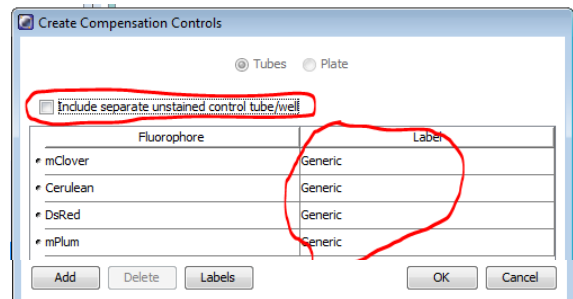 Create Compensation Controls
Tubes Plate
Include separate unstained control tube/well
Fluorophore Label
mClover Generic
Cerulean Generic
DsRed Generic
mPlum Generic
Add Delete Labels OK Cancel